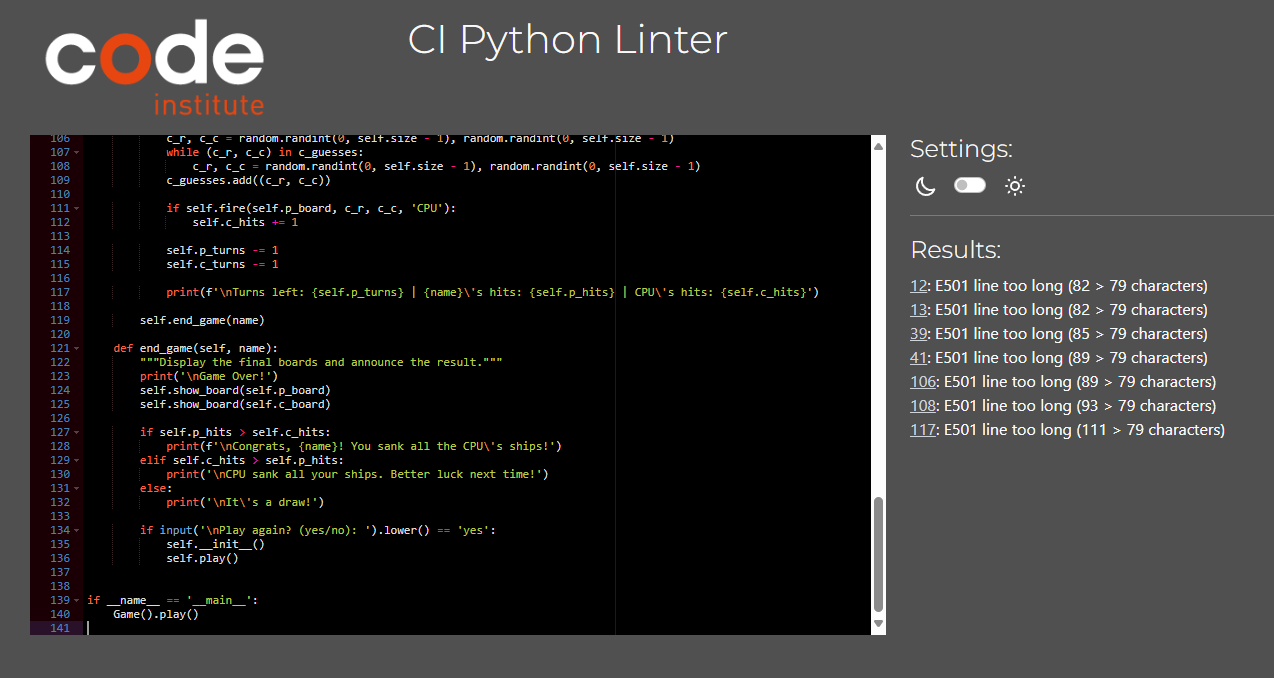 code
institute
CI Python Linter
106 c_r, c_c = random.randint(0, self.size - 1), random.randint(0, self.size - 1)
107 while (c_r, c_c) in c_guesses:
108 c_r, c_c = random.randint(0, self.size - 1), random.randint(0, self.size - 1)
109 c_guesses.add((c_r, c_c))
110
111 if self.fire(self.p_board, c_r, c_c, 'CPU'):
112 self.c_hits += 1
113
114 self.p_turns -= 1
115 self.c_turns -= 1
116
117 print(f'\nTurns left: {self.p_turns} | {name}\'s hits: {self.p_hits} | CPU\'s hits: {self.c_hits}')
118
119 self.end_game(name)
120
121 def end_game(self, name):
122 """Display the final boards and announce the result."""
123 print('\nGame Over!')
124 self.show_board(self.p_board)
125 self.show_board(self.c_board)
126
127 if self.p_hits > self.c_hits:
128 print(f'\nCongrats, {name}! You sank all the CPU\'s ships!')
129 elif self.c_hits > self.p_hits:
130 print('\nCPU sank all your ships. Better luck next time!')
131 else:
132 print('\nIt\'s a draw!')
133
134 if input('\nPlay again? (yes/no): ').lower() == 'yes':
135 self.__init__()
136 self.play()
137
138
139 if __name__ == '__main__':
140 Game().play()
141
Settings:
Results:
12: E501 line too long (82 > 79 characters)
13: E501 line too long (82 > 79 characters)
39: E501 line too long (85 > 79 characters)
41: E501 line too long (89 > 79 characters)
106: E501 line too long (89 > 79 characters)
108: E501 line too long (93 > 79 characters)
117: E501 line too long (111 > 79 characters)